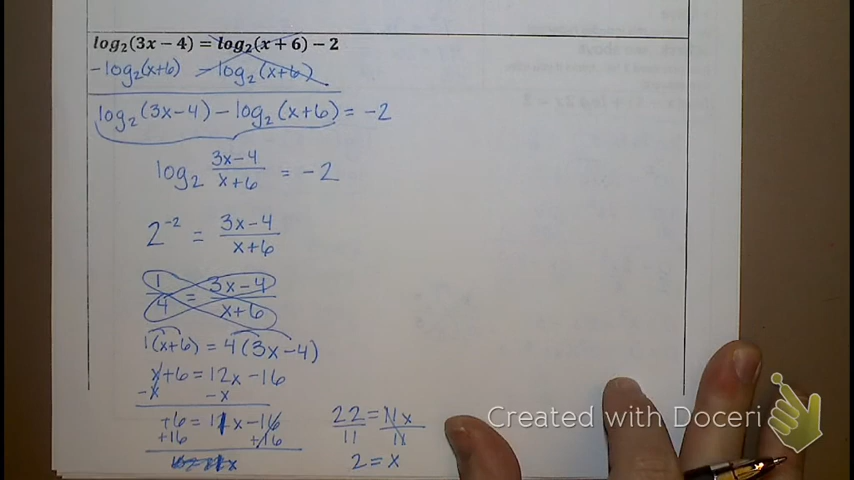 log₂(3x − 4) = log₂(x + 6) − 2
−log₂(x+6) − log₂(x+6)
log₂(3x−4) − log₂(x+6) = −2
log₂ (3x−4)/(x+6) = −2
2⁻² = (3x−4)/(x+6)
1/4 = (3x−4)/(x+6)
1(x+6) = 4(3x−4)
x+6 = 12x −16
−x −x
+6 = 11x −16
+16 +16
22 = 11x
11 11
2 = x
Created with Doceri